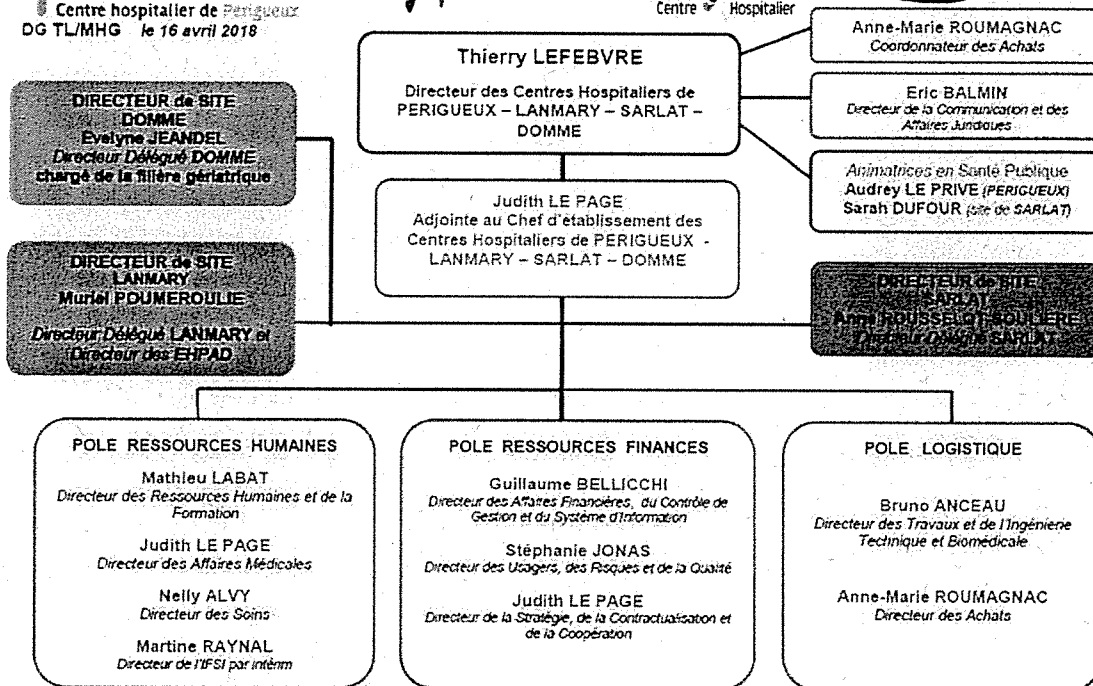 Centre hospitalier de Périgueux
DG TL/MHG le 16 avril 2018
Centre Hospitalier
Thierry LEFEBVRE
Directeur des Centres Hospitaliers de
PERIGUEUX – LANMARY – SARLAT –
DOMME
Anne-Marie ROUMAGNAC
Coordonnateur des Achats
Eric BALMIN
Directeur de la Communication et des
Affaires Juridiques
Animatrices en Santé Publique
Audrey LE PRIVE (PERIGUEUX)
Sarah DUFOUR (site de SARLAT)
DIRECTEUR de SITE
DOMME
Evelyne JEANDEL
Directeur Délégué DOMME
chargé de la filière gériatrique
Judith LE PAGE
Adjointe au Chef d'établissement des
Centres Hospitaliers de PERIGUEUX -
LANMARY – SARLAT – DOMME
DIRECTEUR de SITE
LANMARY
Muriel POUMEROULIE
Directeur Délégué LANMARY et
Directeur des EHPAD
DIRECTEUR de SITE
SARLAT
Anne ROUSSELOT-SOULIERE
Directeur Délégué SARLAT
POLE RESSOURCES HUMAINES
Mathieu LABAT
Directeur des Ressources Humaines et de la
Formation
Judith LE PAGE
Directeur des Affaires Médicales
Nelly ALVY
Directeur des Soins
Martine RAYNAL
Directeur de l'IFSI par intérim
POLE RESSOURCES FINANCES
Guillaume BELLICCHI
Directeur des Affaires Financières, du Contrôle de
Gestion et du Système d'Information
Stéphanie JONAS
Directeur des Usagers, des Risques et de la Qualité
Judith LE PAGE
Directeur de la Stratégie, de la Contractualisation et
de la Coopération
POLE LOGISTIQUE
Bruno ANCEAU
Directeur des Travaux et de l'Ingénierie
Technique et Biomédicale
Anne-Marie ROUMAGNAC
Directeur des Achats